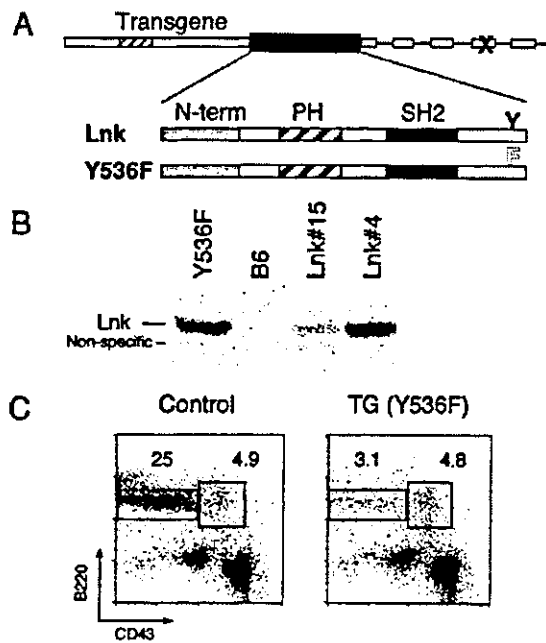 A
Transgene
N-term PH SH2 Y
Lnk
Y536F F
B
Y536F B6 Lnk#15 Lnk#4
Lnk
Non-specific
C
Control TG (Y536F)
25 4.9 3.1 4.8
B220
CD43